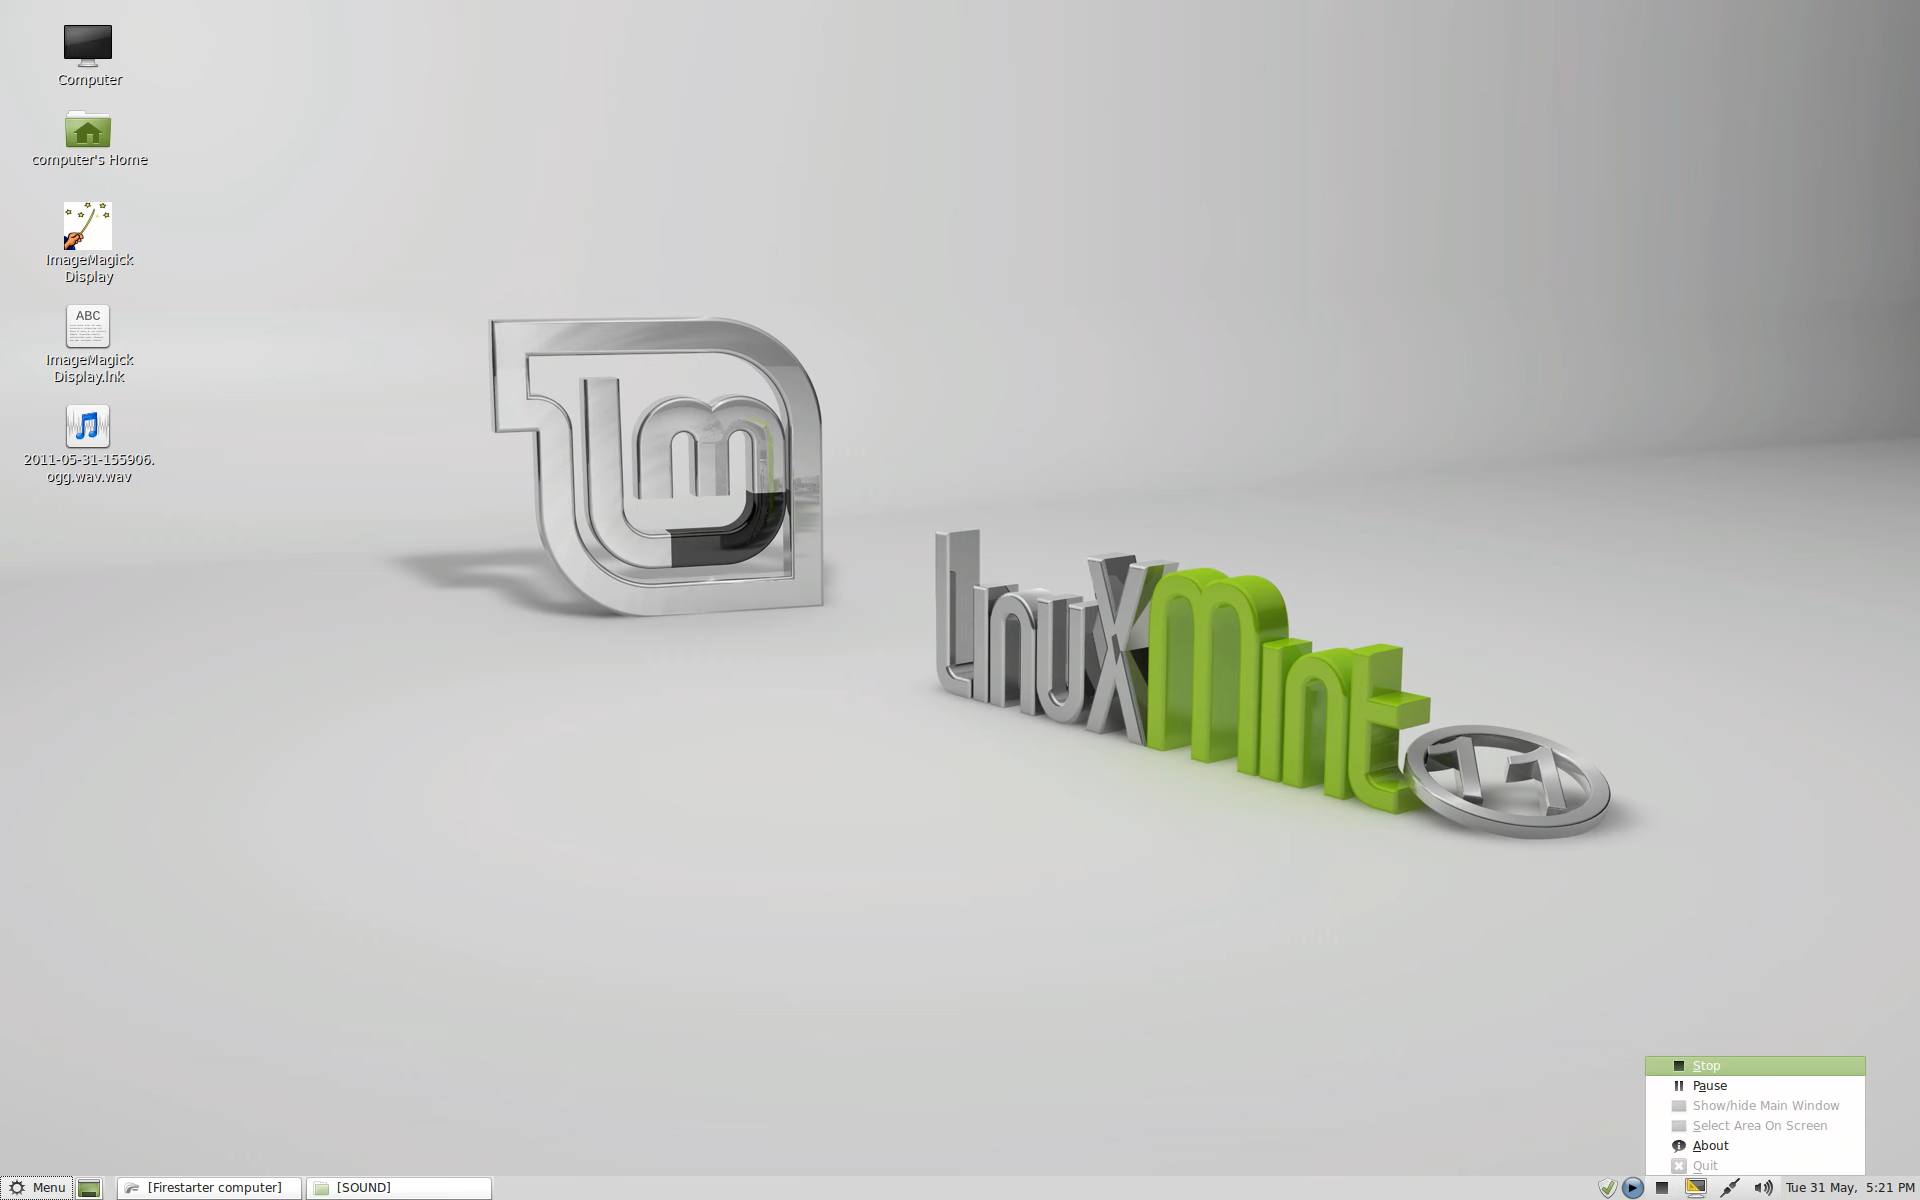 Computer
computer's Home
ImageMagick
Display
ABC
ImageMagick
Display.lnk
2011-05-31-155906.
ogg.wav.wav
Linux Mint 11
Stop
Pause
Show/hide Main Window
Select Area On Screen
About
Quit
Menu
[Firestarter computer]
[SOUND]
Tue 31 May, 5:21 PM